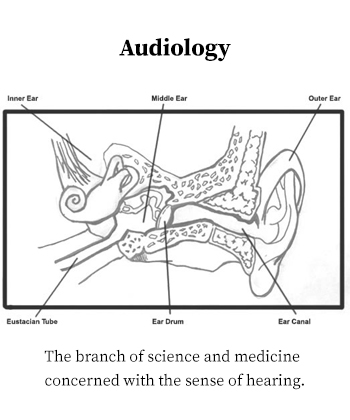 Audiology
Inner Ear
Middle Ear
Outer Ear
Eustacian Tube
Ear Drum
Ear Canal
The branch of science and medicine
concerned with the sense of hearing.